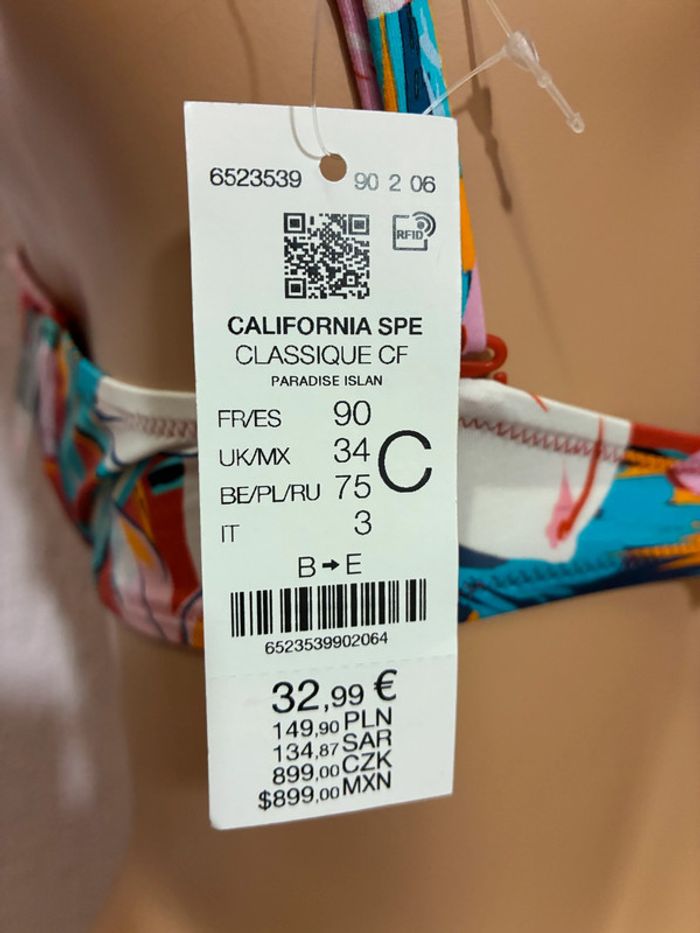 6523539 90 2 06
RFID
CALIFORNIA SPE
CLASSIQUE CF
PARADISE ISLAN
FR/ES 90
UK/MX 34 C
BE/PL/RU 75
IT 3
B→E
6523539902064
32,99 €
149,90 PLN
134,87 SAR
899,00 CZK
$899,00 MXN